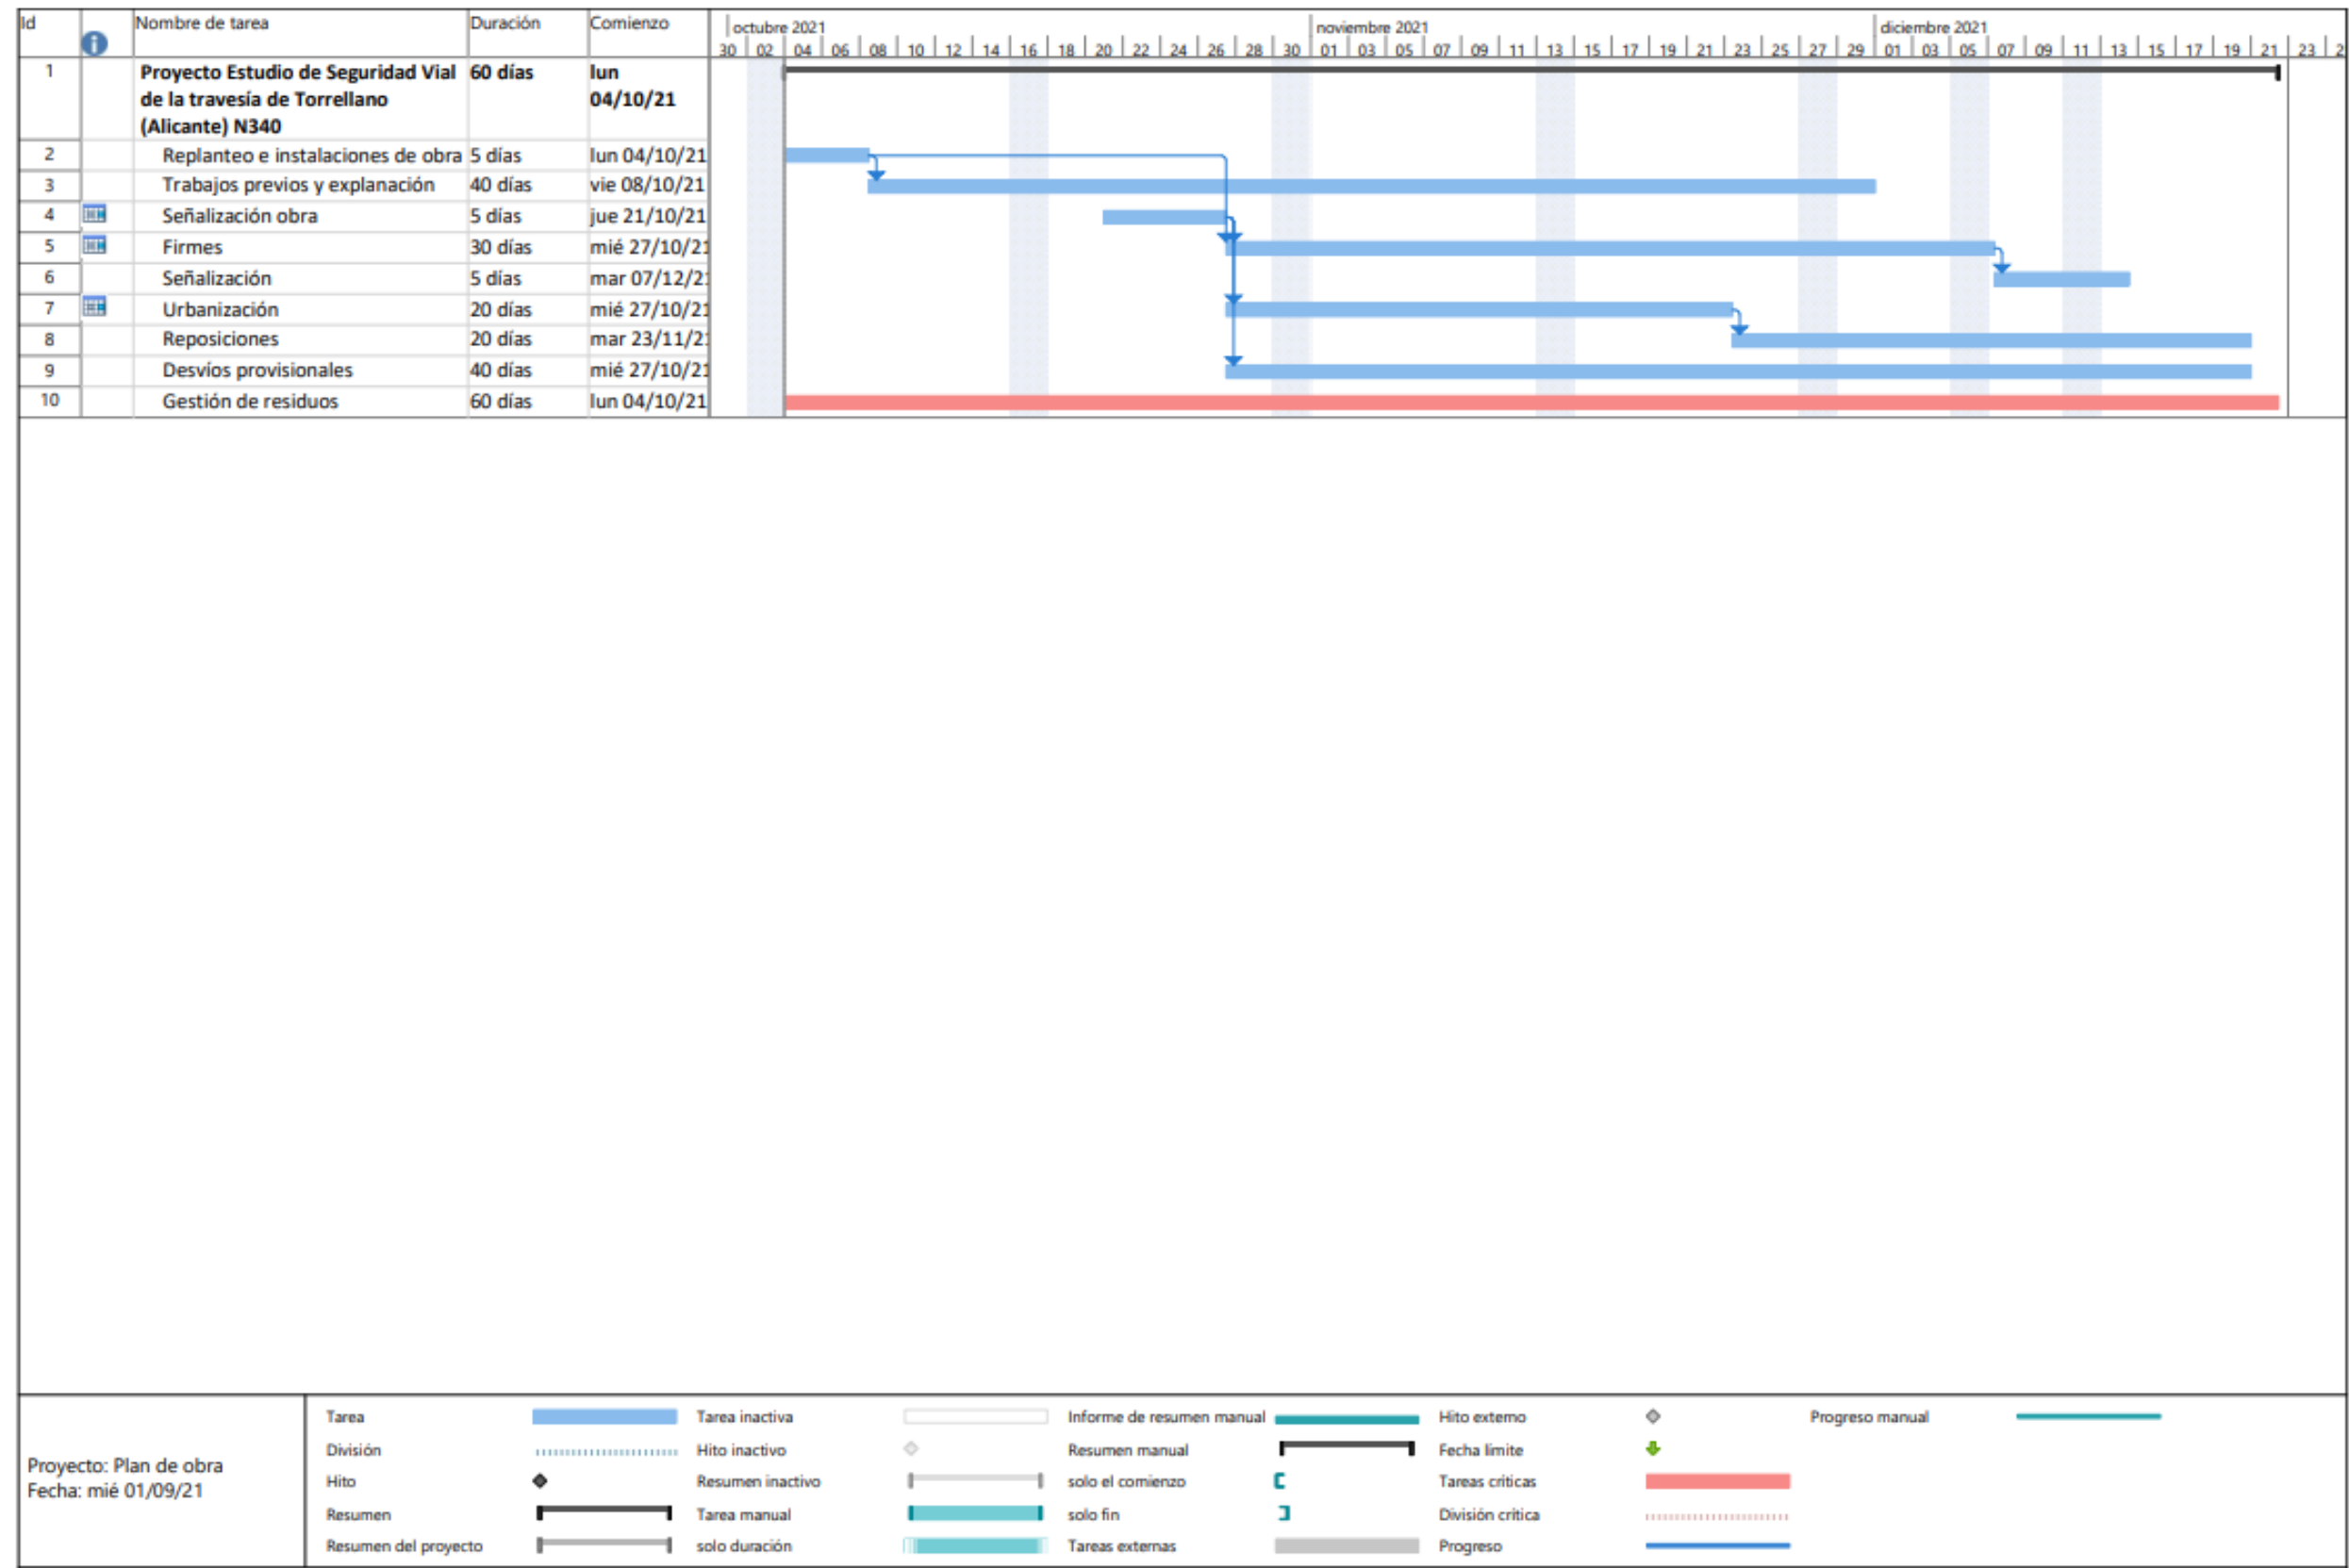 Id Nombre de tarea Duración Comienzo
octubre 2021 noviembre 2021 diciembre 2021
30 02 04 06 08 10 12 14 16 18 20 22 24 26 28 30 01 03 05 07 09 11 13 15 17 19 21 23 25 27 29 01 03 05 07 09 11 13 15 17 19 21 23 2
1 Proyecto Estudio de Seguridad Vial 60 días lun
de la travesía de Torrellano 04/10/21
(Alicante) N340
2 Replanteo e instalaciones de obra 5 días lun 04/10/21
3 Trabajos previos y explanación 40 días vie 08/10/21
4 Señalización obra 5 días jue 21/10/21
5 Firmes 30 días mié 27/10/21
6 Señalización 5 días mar 07/12/21
7 Urbanización 20 días mié 27/10/21
8 Reposiciones 20 días mar 23/11/21
9 Desvíos provisionales 40 días mié 27/10/21
10 Gestión de residuos 60 días lun 04/10/21
Proyecto: Plan de obra
Fecha: mié 01/09/21
Tarea
División
Hito
Resumen
Resumen del proyecto
Tarea inactiva
Hito inactivo
Resumen inactivo
Tarea manual
solo duración
Informe de resumen manual
Resumen manual
solo el comienzo
solo fin
Tareas externas
Hito externo
Fecha límite
Tareas críticas
División crítica
Progreso
Progreso manual